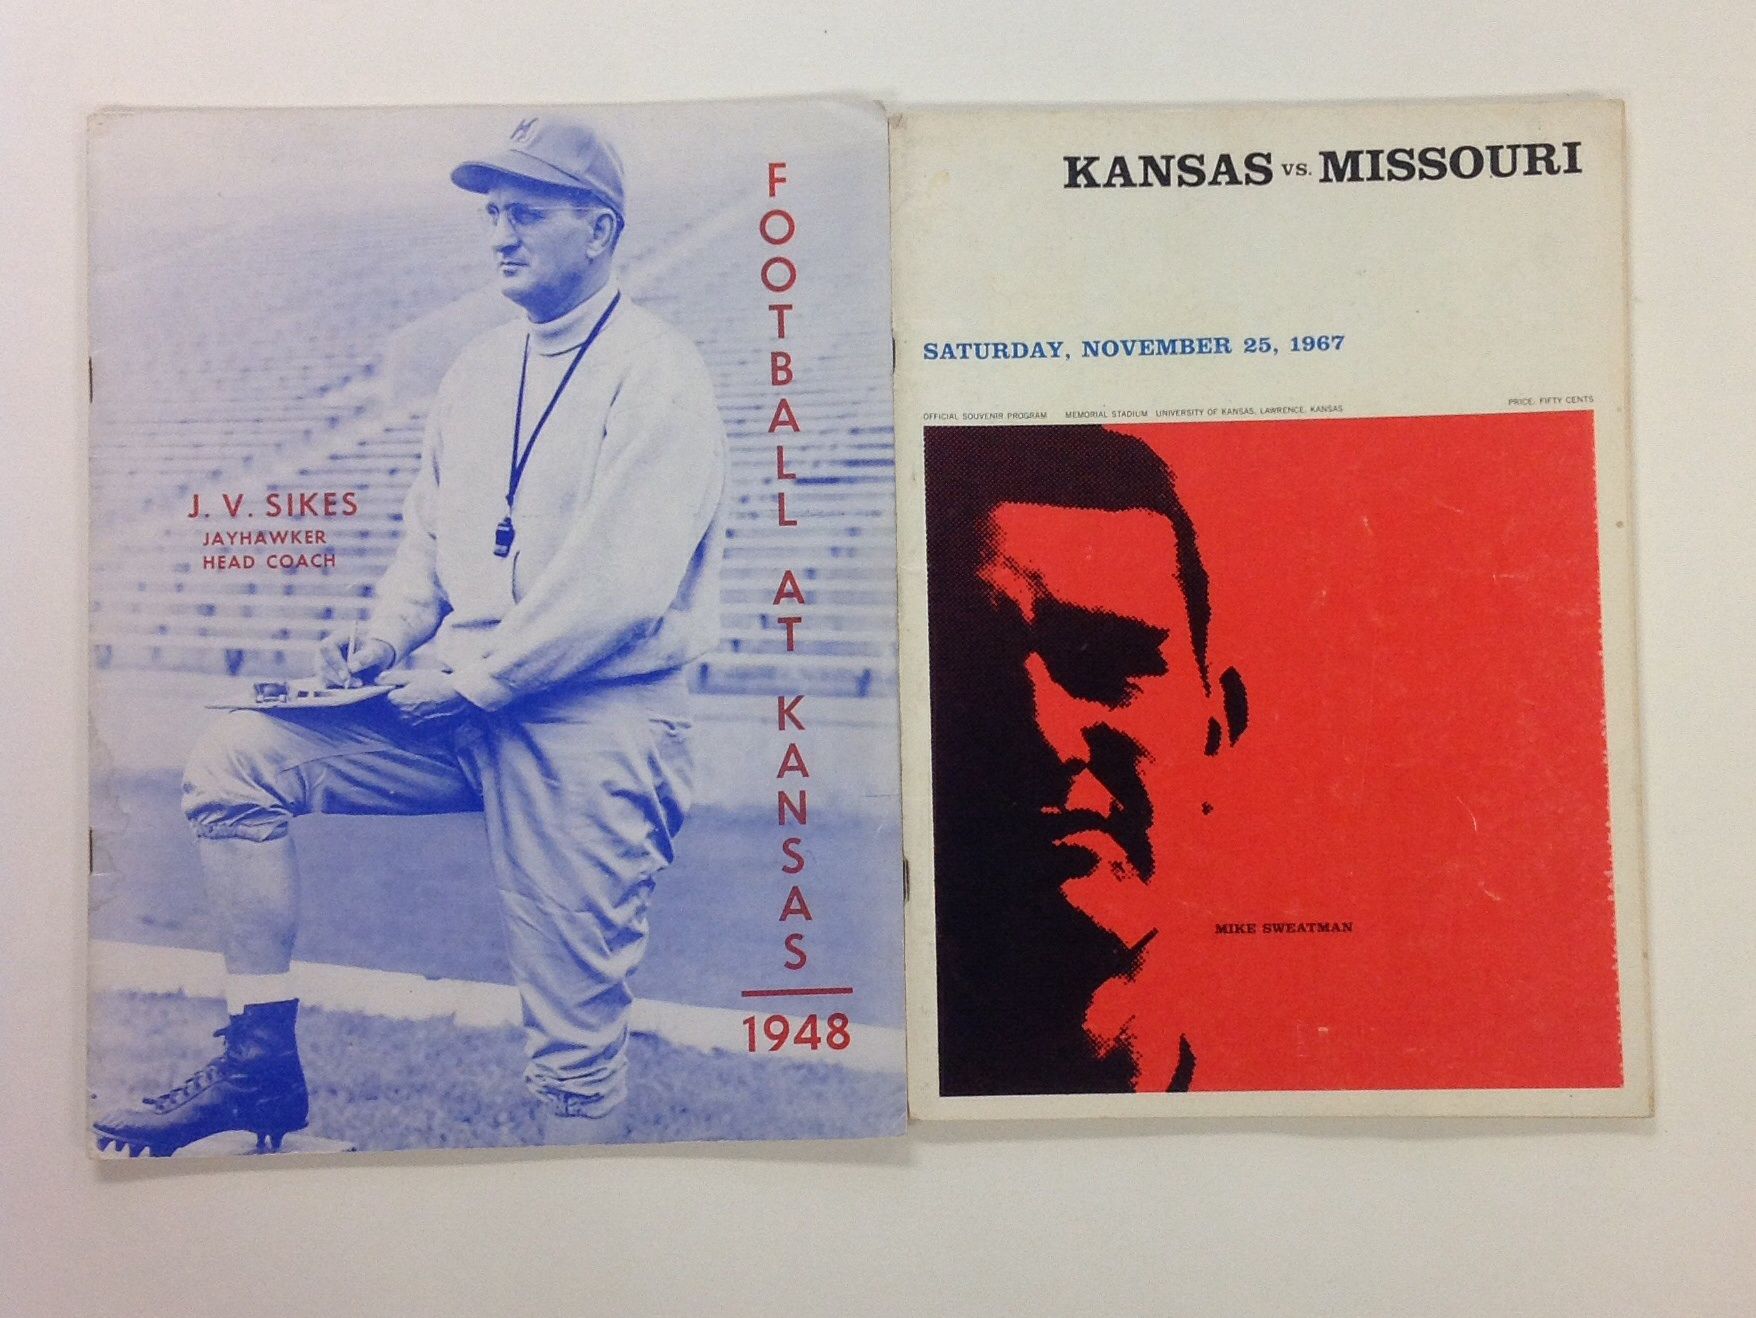 J. V. SIKES
JAYHAWKER
HEAD COACH
FOOTBALL AT KANSAS
1948
KANSAS VS. MISSOURI
SATURDAY, NOVEMBER 25, 1967
OFFICIAL SOUVENIR PROGRAM MEMORIAL STADIUM UNIVERSITY OF KANSAS, LAWRENCE, KANSAS PRICE: FIFTY CENTS
MIKE SWEATMAN